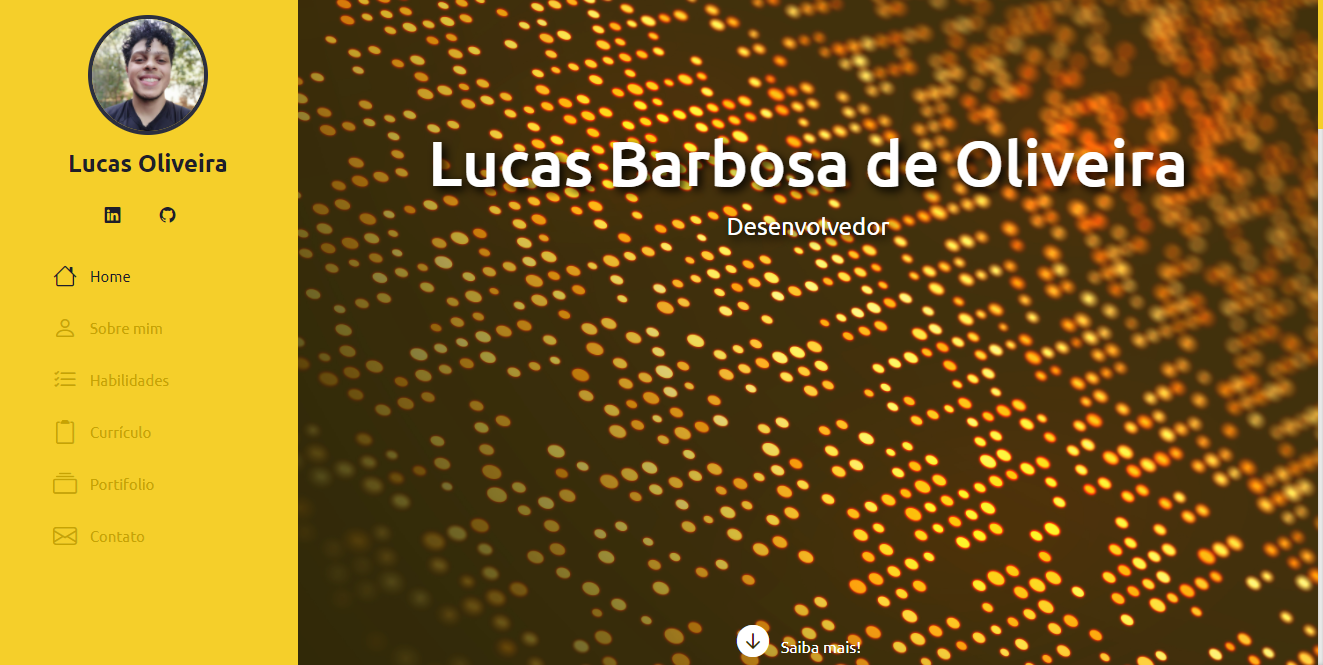 Lucas Oliveira
Home
Sobre mim
Habilidades
Currículo
Portifolio
Contato
Lucas Barbosa de Oliveira
Desenvolvedor
Saiba mais!